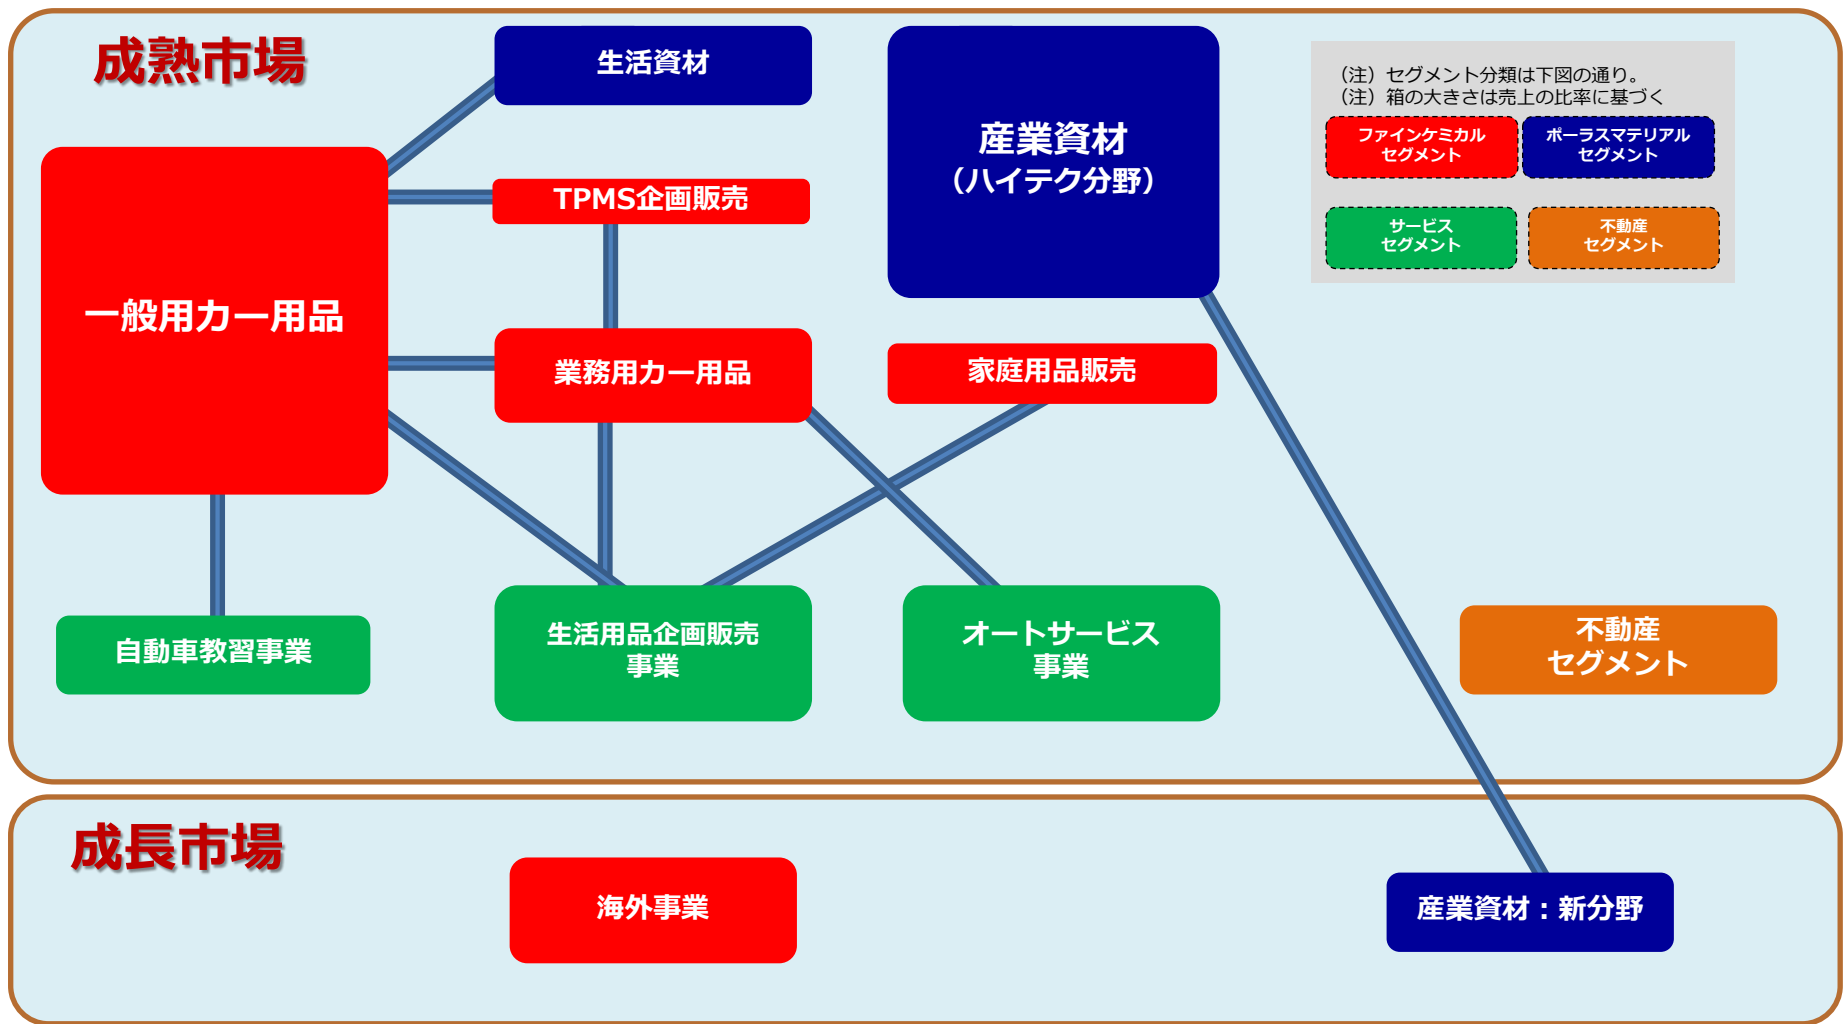 成熟市場
生活資材
産業資材
（ハイテク分野）
（注）セグメント分類は下図の通り。
（注）箱の大きさは売上の比率に基づく
ファインケミカル
セグメント
ポーラスマテリアル
セグメント
サービス
セグメント
不動産
セグメント
一般用カー用品
TPMS企画販売
業務用カー用品
家庭用品販売
自動車教習事業
生活用品企画販売
事業
オートサービス
事業
不動産
セグメント
成長市場
海外事業
産業資材：新分野